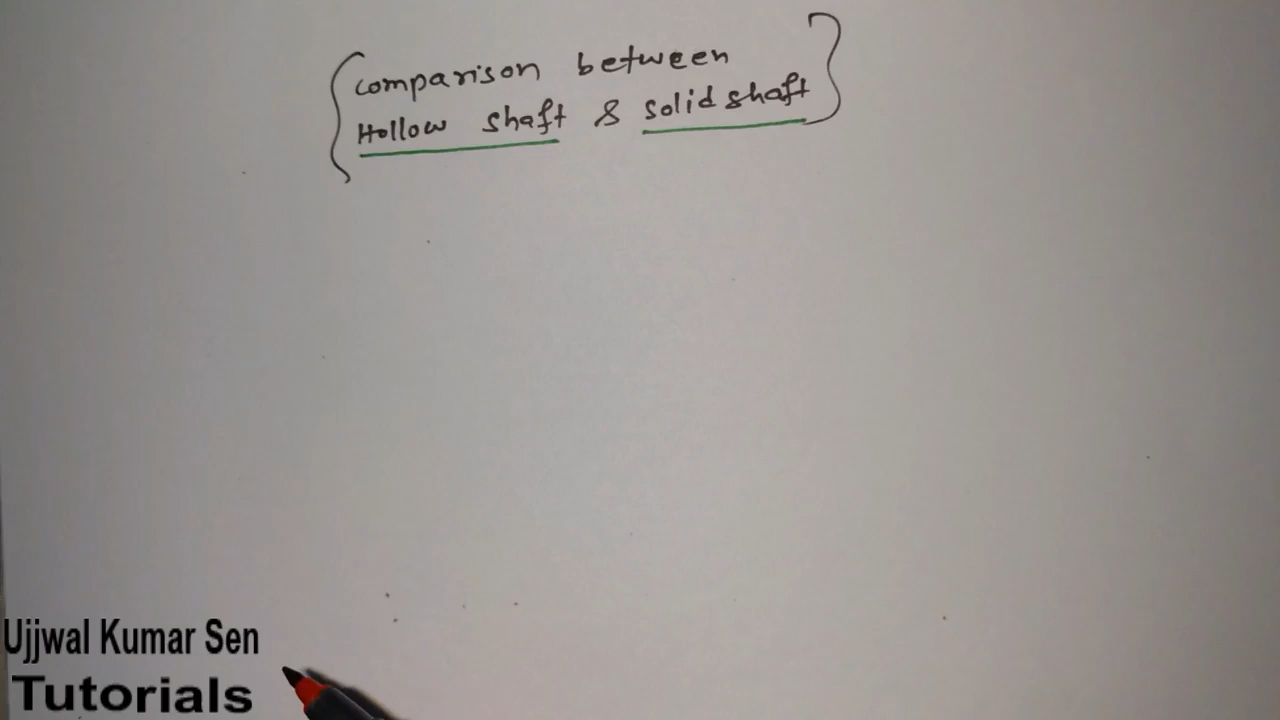 comparison between
Hollow shaft & solid shaft
Ujjwal Kumar Sen
Tutorials